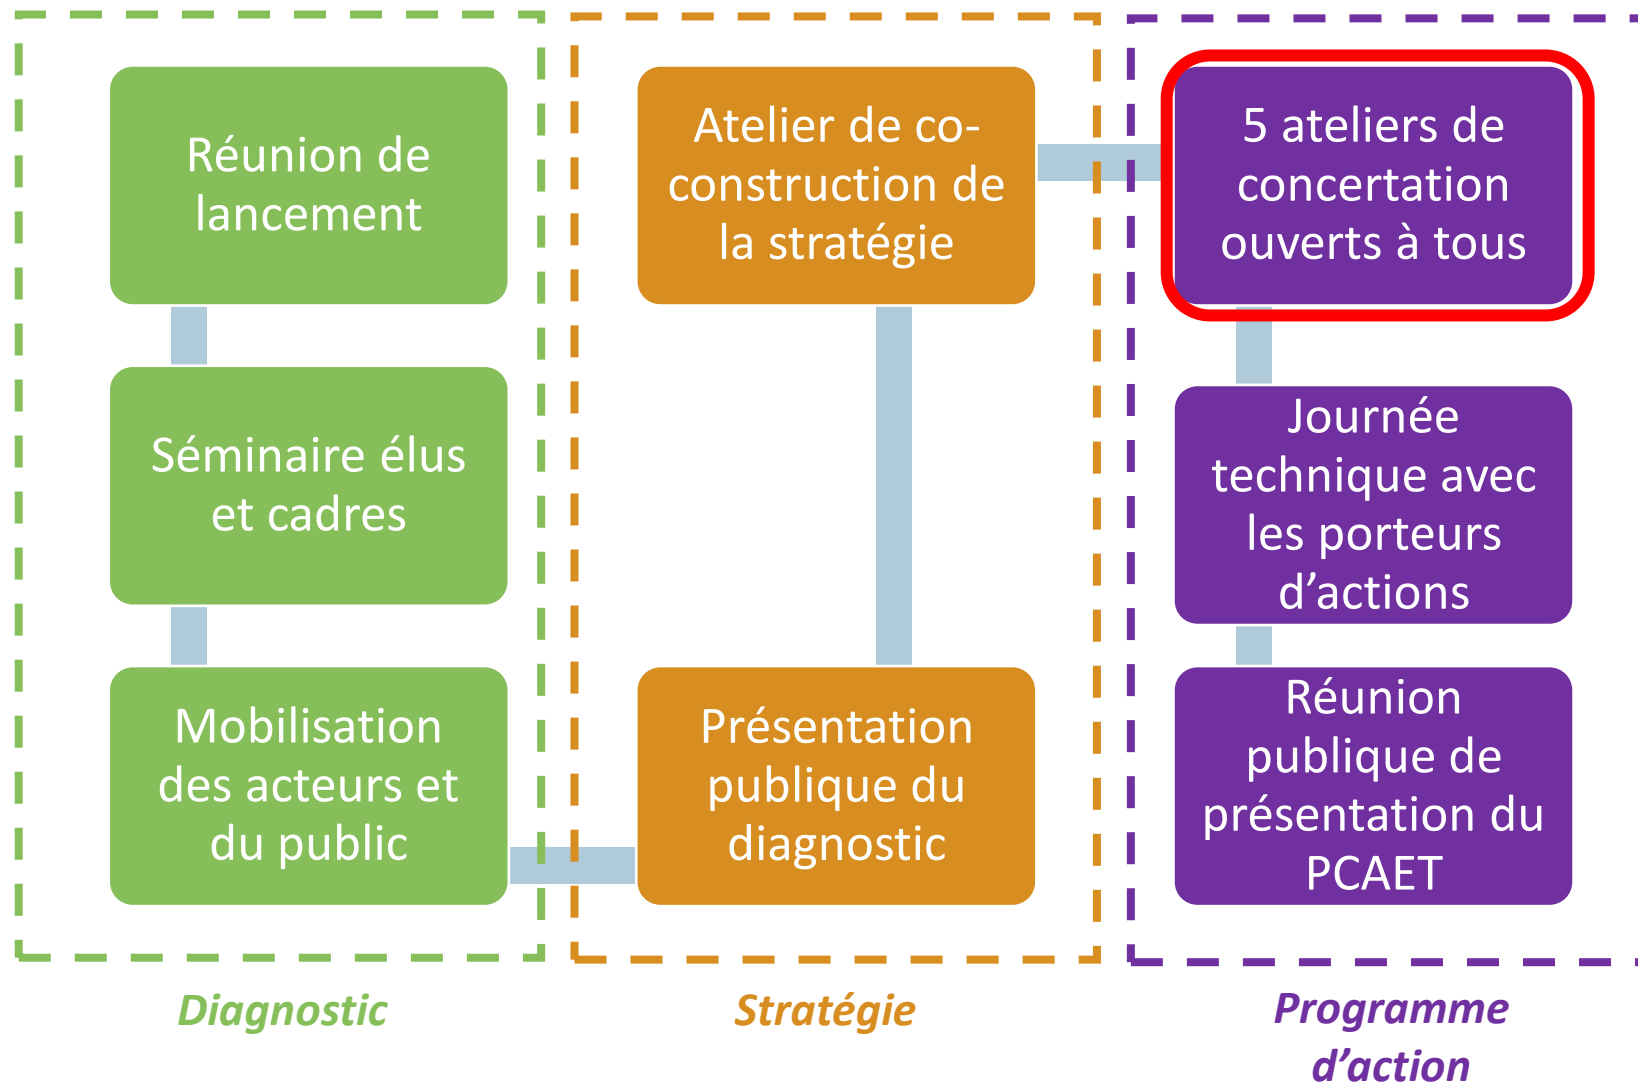 Réunion de
lancement
Séminaire élus
et cadres
Mobilisation
des acteurs et
du public
Diagnostic
Atelier de co-
construction de
la stratégie
Présentation
publique du
diagnostic
Stratégie
5 ateliers de
concertation
ouverts à tous
Journée
technique avec
les porteurs
d’actions
Réunion
publique de
présentation du
PCAET
Programme
d’action